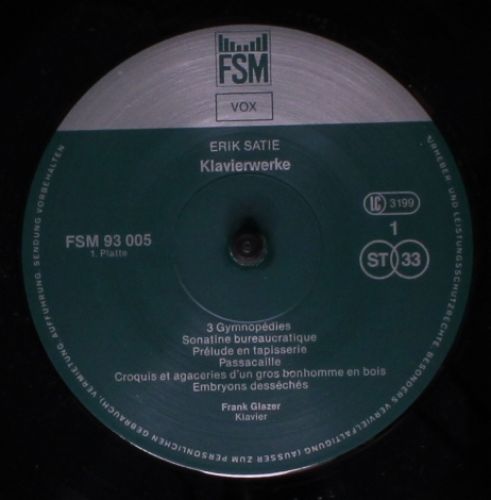 FSM
VOX
ERIK SATIE
Klavierwerke
FSM 93 005
1. Platte
LC 3199
1
ST 33
3 Gymnopédies
Sonatine bureaucratique
Prélude en tapisserie
Passacaille
Croquis et agaceries d'un gros bonhomme en bois
Embryons desséchés
Frank Glazer
Klavier
URHEBER- UND LEISTUNGSSCHUTZRECHTE BESONDERS VERVIELFÄLTIGUNG (AUSSER ZUM PERSÖNLICHEN GEBRAUCH), VERMIETUNG, AUFFÜHRUNG, SENDUNG VORBEHALTEN